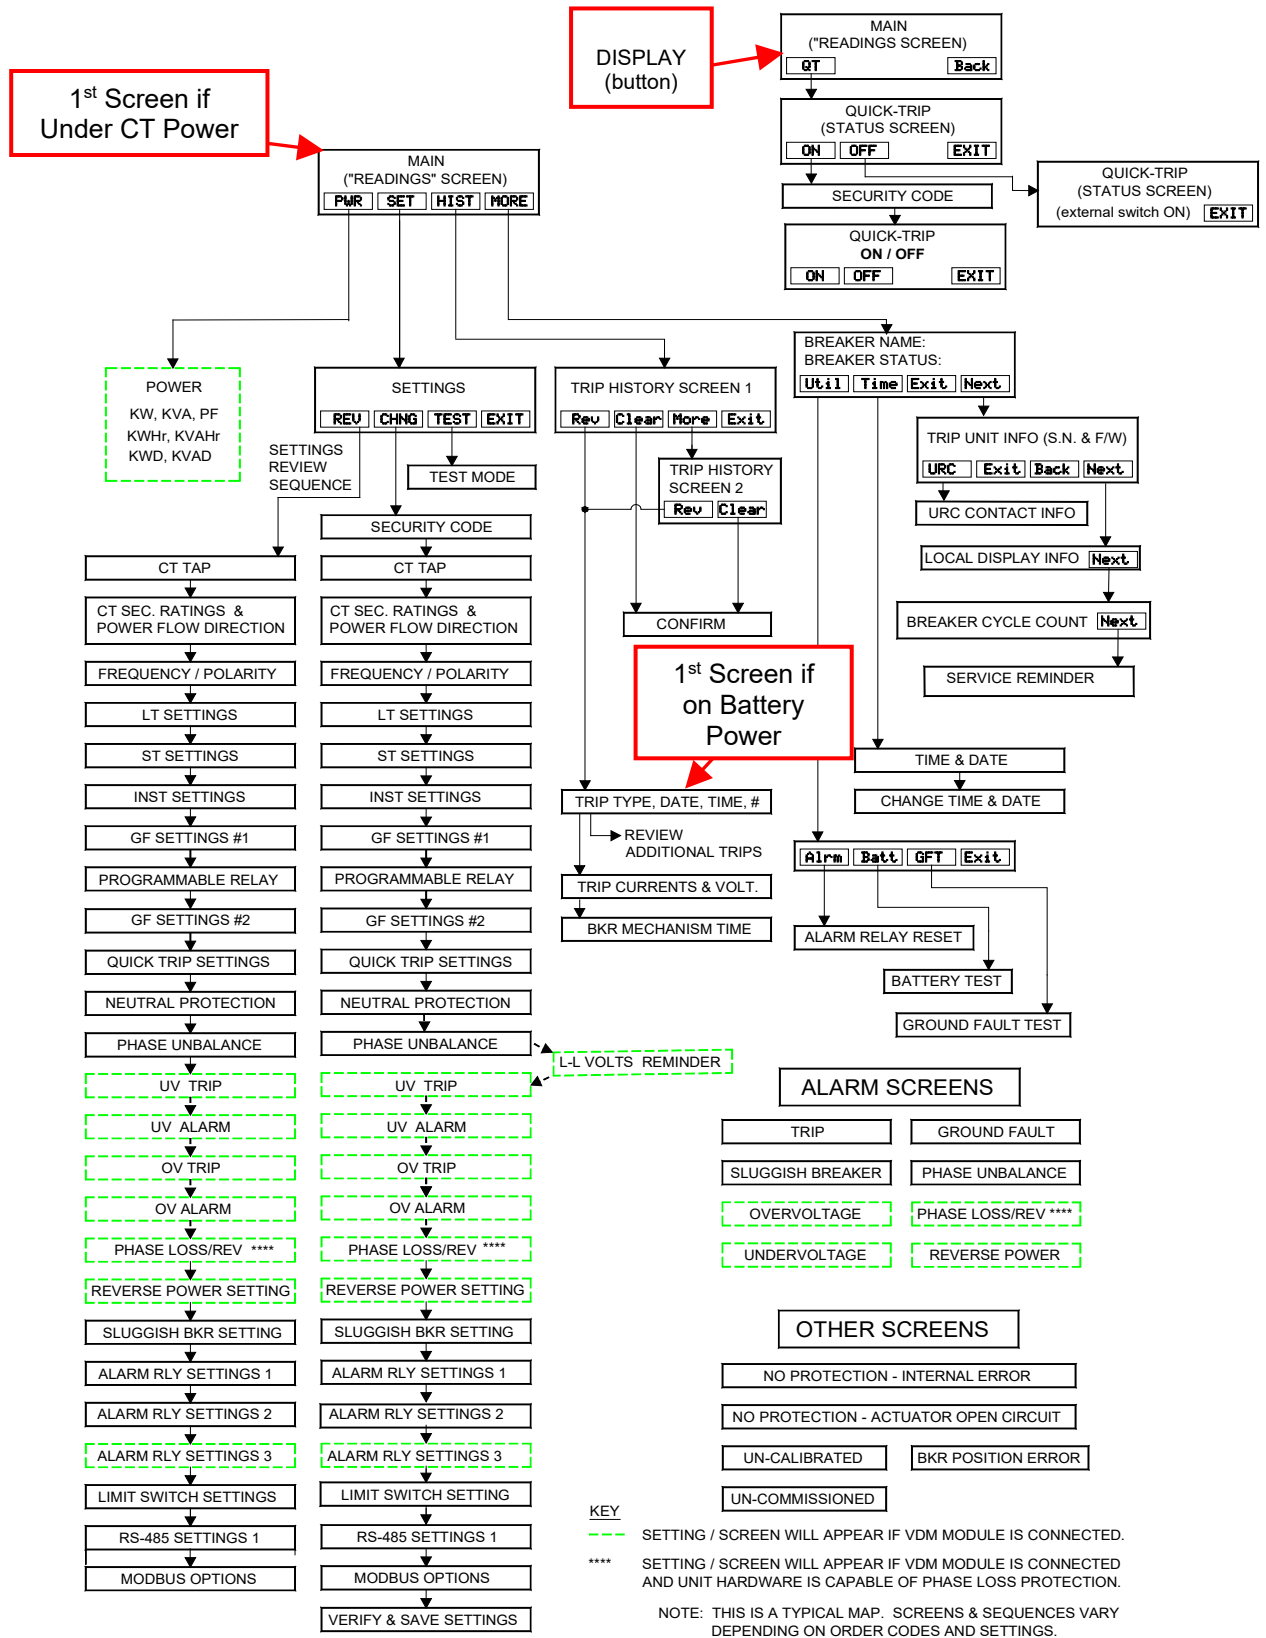 1st Screen if
Under CT Power
DISPLAY
(button)
MAIN
("READINGS SCREEN)
QT Back
QUICK-TRIP
(STATUS SCREEN)
ON OFF EXIT
SECURITY CODE
QUICK-TRIP
ON / OFF
ON OFF EXIT
QUICK-TRIP
(STATUS SCREEN)
(external switch ON) EXIT
MAIN
("READINGS" SCREEN)
PWR SET HIST MORE
POWER
KW, KVA, PF
KWHr, KVAHr
KWD, KVAD
SETTINGS
REV CHNG TEST EXIT
SETTINGS
REVIEW
SEQUENCE
TEST MODE
TRIP HISTORY SCREEN 1
Rev Clear More Exit
TRIP HISTORY
SCREEN 2
Rev Clear
CONFIRM
BREAKER NAME:
BREAKER STATUS:
Util Time Exit Next
TRIP UNIT INFO (S.N. & F/W)
URC Exit Back Next
URC CONTACT INFO
LOCAL DISPLAY INFO Next
BREAKER CYCLE COUNT Next
SERVICE REMINDER
1st Screen if
on Battery
Power
TIME & DATE
CHANGE TIME & DATE
TRIP TYPE, DATE, TIME, #
REVIEW
ADDITIONAL TRIPS
TRIP CURRENTS & VOLT.
BKR MECHANISM TIME
Alrm Batt GFT Exit
ALARM RELAY RESET
BATTERY TEST
GROUND FAULT TEST
CT TAP
CT SEC. RATINGS &
POWER FLOW DIRECTION
FREQUENCY / POLARITY
LT SETTINGS
ST SETTINGS
INST SETTINGS
GF SETTINGS #1
PROGRAMMABLE RELAY
GF SETTINGS #2
QUICK TRIP SETTINGS
NEUTRAL PROTECTION
PHASE UNBALANCE
UV TRIP
UV ALARM
OV TRIP
OV ALARM
PHASE LOSS/REV ****
REVERSE POWER SETTING
SLUGGISH BKR SETTING
ALARM RLY SETTINGS 1
ALARM RLY SETTINGS 2
ALARM RLY SETTINGS 3
LIMIT SWITCH SETTINGS
RS-485 SETTINGS 1
MODBUS OPTIONS
SECURITY CODE
CT TAP
CT SEC. RATINGS &
POWER FLOW DIRECTION
FREQUENCY / POLARITY
LT SETTINGS
ST SETTINGS
INST SETTINGS
GF SETTINGS #1
PROGRAMMABLE RELAY
GF SETTINGS #2
QUICK TRIP SETTINGS
NEUTRAL PROTECTION
PHASE UNBALANCE
L-L VOLTS REMINDER
UV TRIP
UV ALARM
OV TRIP
OV ALARM
PHASE LOSS/REV ****
REVERSE POWER SETTING
SLUGGISH BKR SETTING
ALARM RLY SETTINGS 1
ALARM RLY SETTINGS 2
ALARM RLY SETTINGS 3
LIMIT SWITCH SETTING
RS-485 SETTINGS 1
MODBUS OPTIONS
VERIFY & SAVE SETTINGS
ALARM SCREENS
TRIP GROUND FAULT
SLUGGISH BREAKER PHASE UNBALANCE
OVERVOLTAGE PHASE LOSS/REV ****
UNDERVOLTAGE REVERSE POWER
OTHER SCREENS
NO PROTECTION - INTERNAL ERROR
NO PROTECTION - ACTUATOR OPEN CIRCUIT
UN-CALIBRATED BKR POSITION ERROR
UN-COMMISSIONED
KEY
SETTING / SCREEN WILL APPEAR IF VDM MODULE IS CONNECTED.
**** SETTING / SCREEN WILL APPEAR IF VDM MODULE IS CONNECTED
AND UNIT HARDWARE IS CAPABLE OF PHASE LOSS PROTECTION.
NOTE: THIS IS A TYPICAL MAP. SCREENS & SEQUENCES VARY
DEPENDING ON ORDER CODES AND SETTINGS.